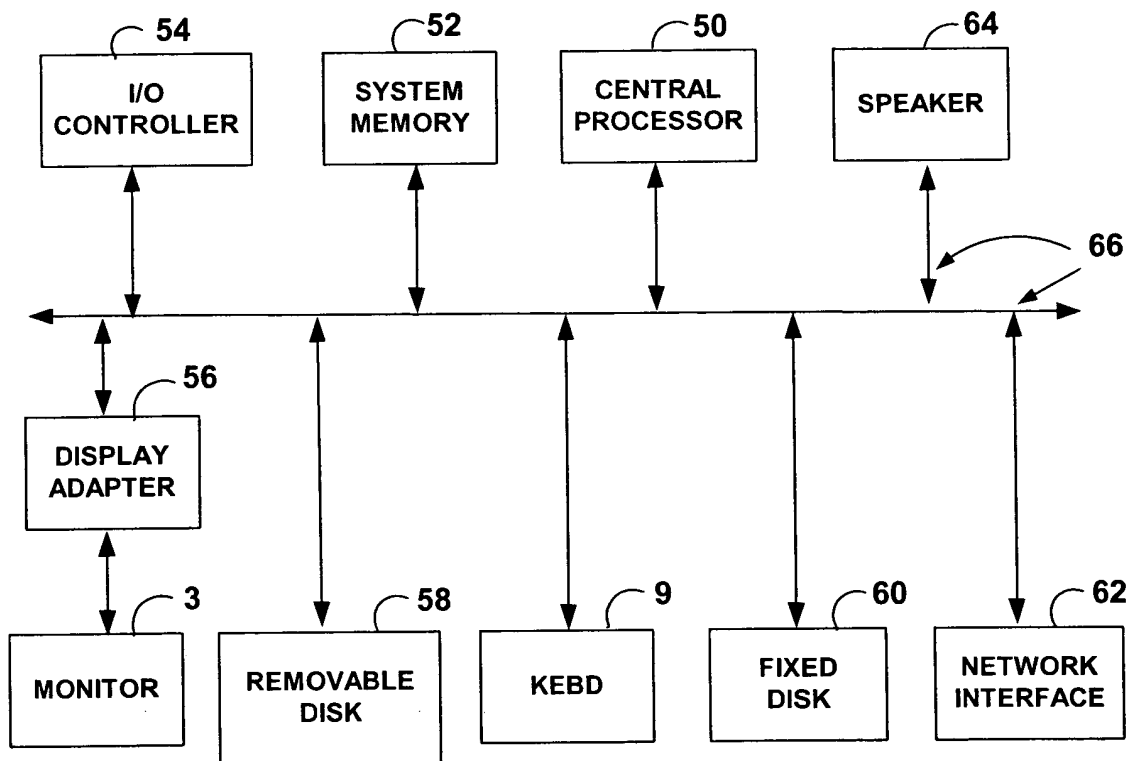 54
52
50
64
I/O
CONTROLLER
SYSTEM
MEMORY
CENTRAL
PROCESSOR
SPEAKER
66
56
DISPLAY
ADAPTER
3
58
9
60
62
MONITOR
REMOVABLE
DISK
KEBD
FIXED
DISK
NETWORK
INTERFACE